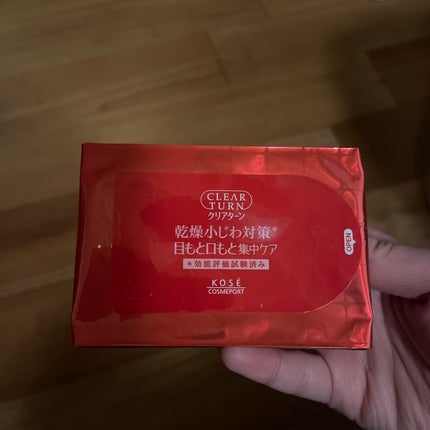 CLEAR
TURN
クリアターン
乾燥小じわ対策*
目もと口もと集中ケア
*効能評価試験済み
KOSÉ
COSMEPORT
OPEN